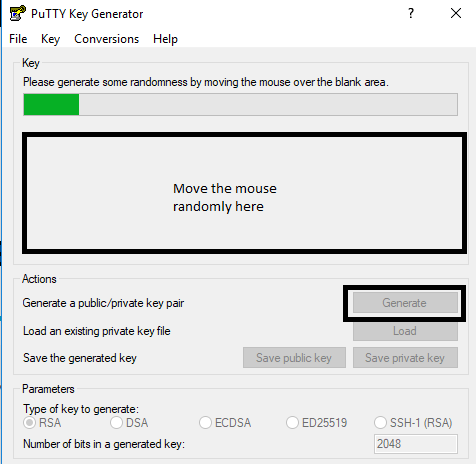 PuTTY Key Generator
File Key Conversions Help
Key
Please generate some randomness by moving the mouse over the blank area.
Move the mouse
randomly here
Actions
Generate a public/private key pair
Generate
Load an existing private key file
Load
Save the generated key
Save public key
Save private key
Parameters
Type of key to generate:
RSA DSA ECDSA ED25519 SSH-1 (RSA)
Number of bits in a generated key:
2048